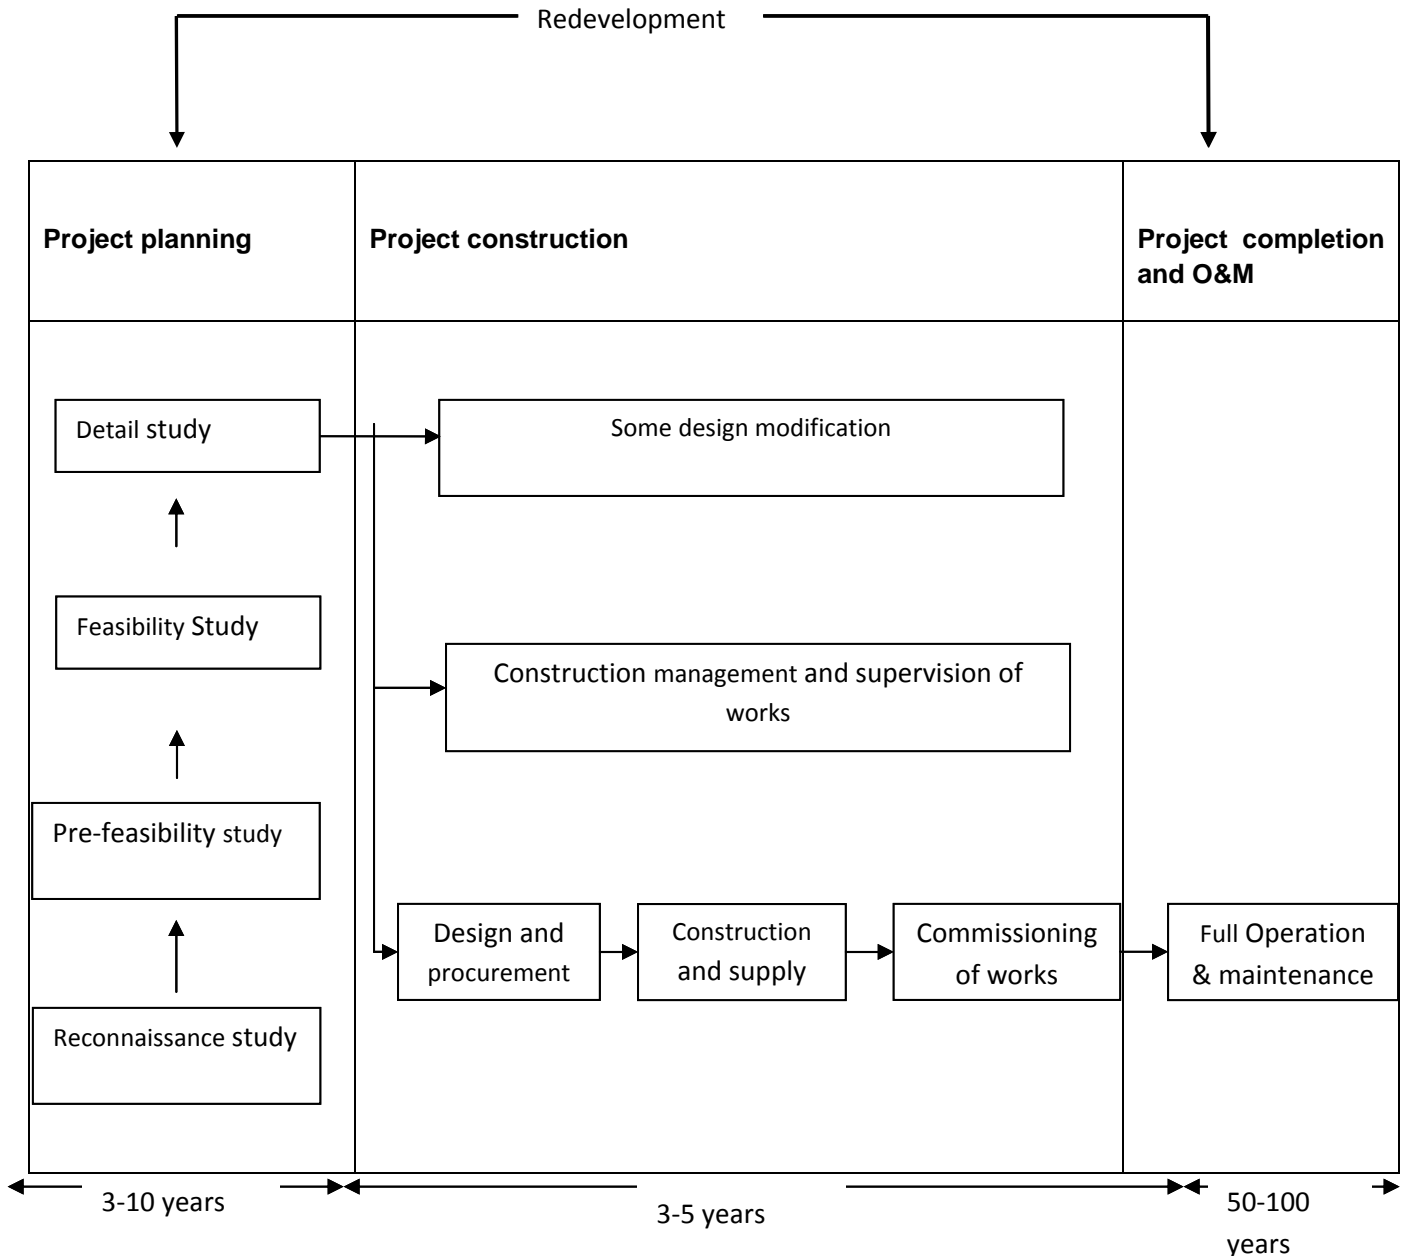 Redevelopment
Project planning
Project construction
Project completion
and O&M
Detail study
Some design modification
Feasibility Study
Construction management and supervision of
works
Pre-feasibility study
Design and
procurement
Construction
and supply
Commissioning
of works
Full Operation
& maintenance
Reconnaissance study
3-10 years
3-5 years
50-100
years